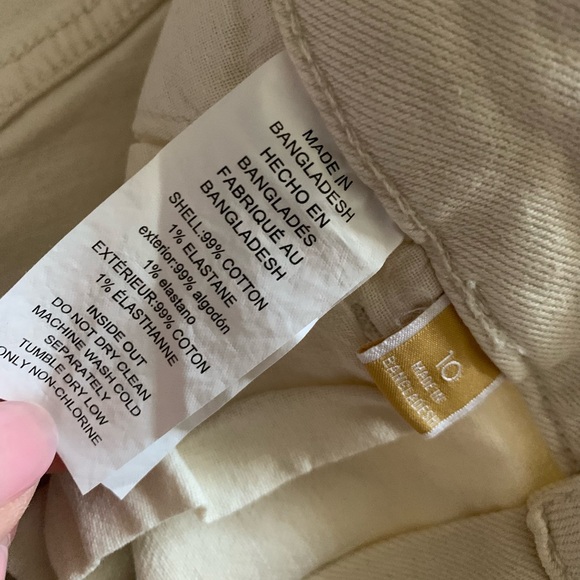 MADE IN
BANGLADESH
HECHO EN
BANGLADÉS
FABRIQUÉ AU
BANGLADESH
SHELL:99% COTTON
1% ELASTANE
exterior:99% algodón
1% elastano
EXTÉRIEUR:99% COTON
1% ÉLASTHANNE
INSIDE OUT
DO NOT DRY CLEAN
MACHINE WASH COLD
SEPARATELY
TUMBLE DRY LOW
ONLY NON-CHLORINE
10
MADE IN